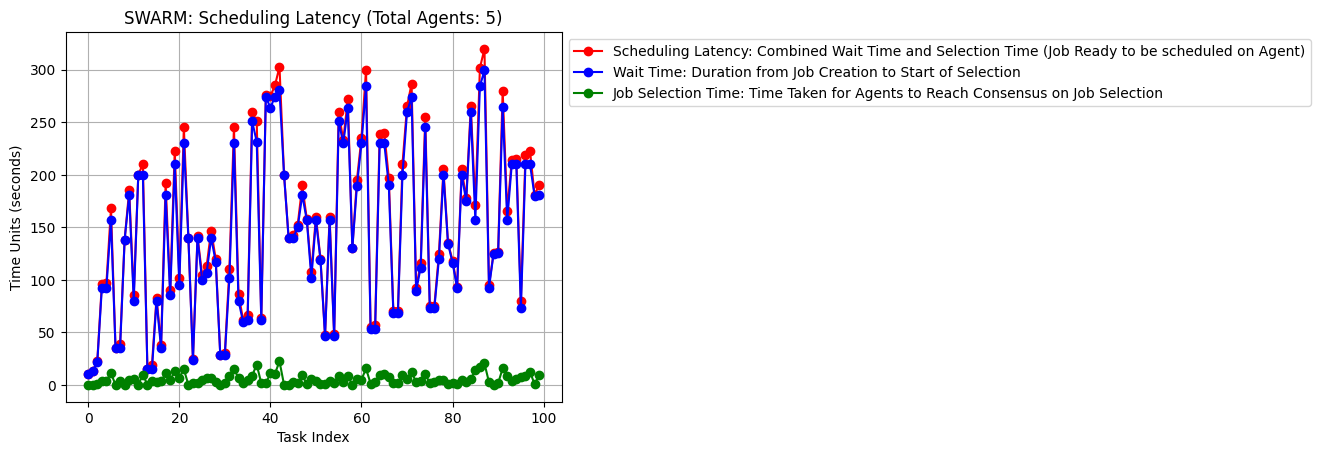 SWARM: Scheduling Latency (Total Agents: 5)
Scheduling Latency: Combined Wait Time and Selection Time (Job Ready to be scheduled on Agent)
Wait Time: Duration from Job Creation to Start of Selection
Job Selection Time: Time Taken for Agents to Reach Consensus on Job Selection
Time Units (seconds)
300
250
200
150
100
50
0
0 20 40 60 80 100
Task Index